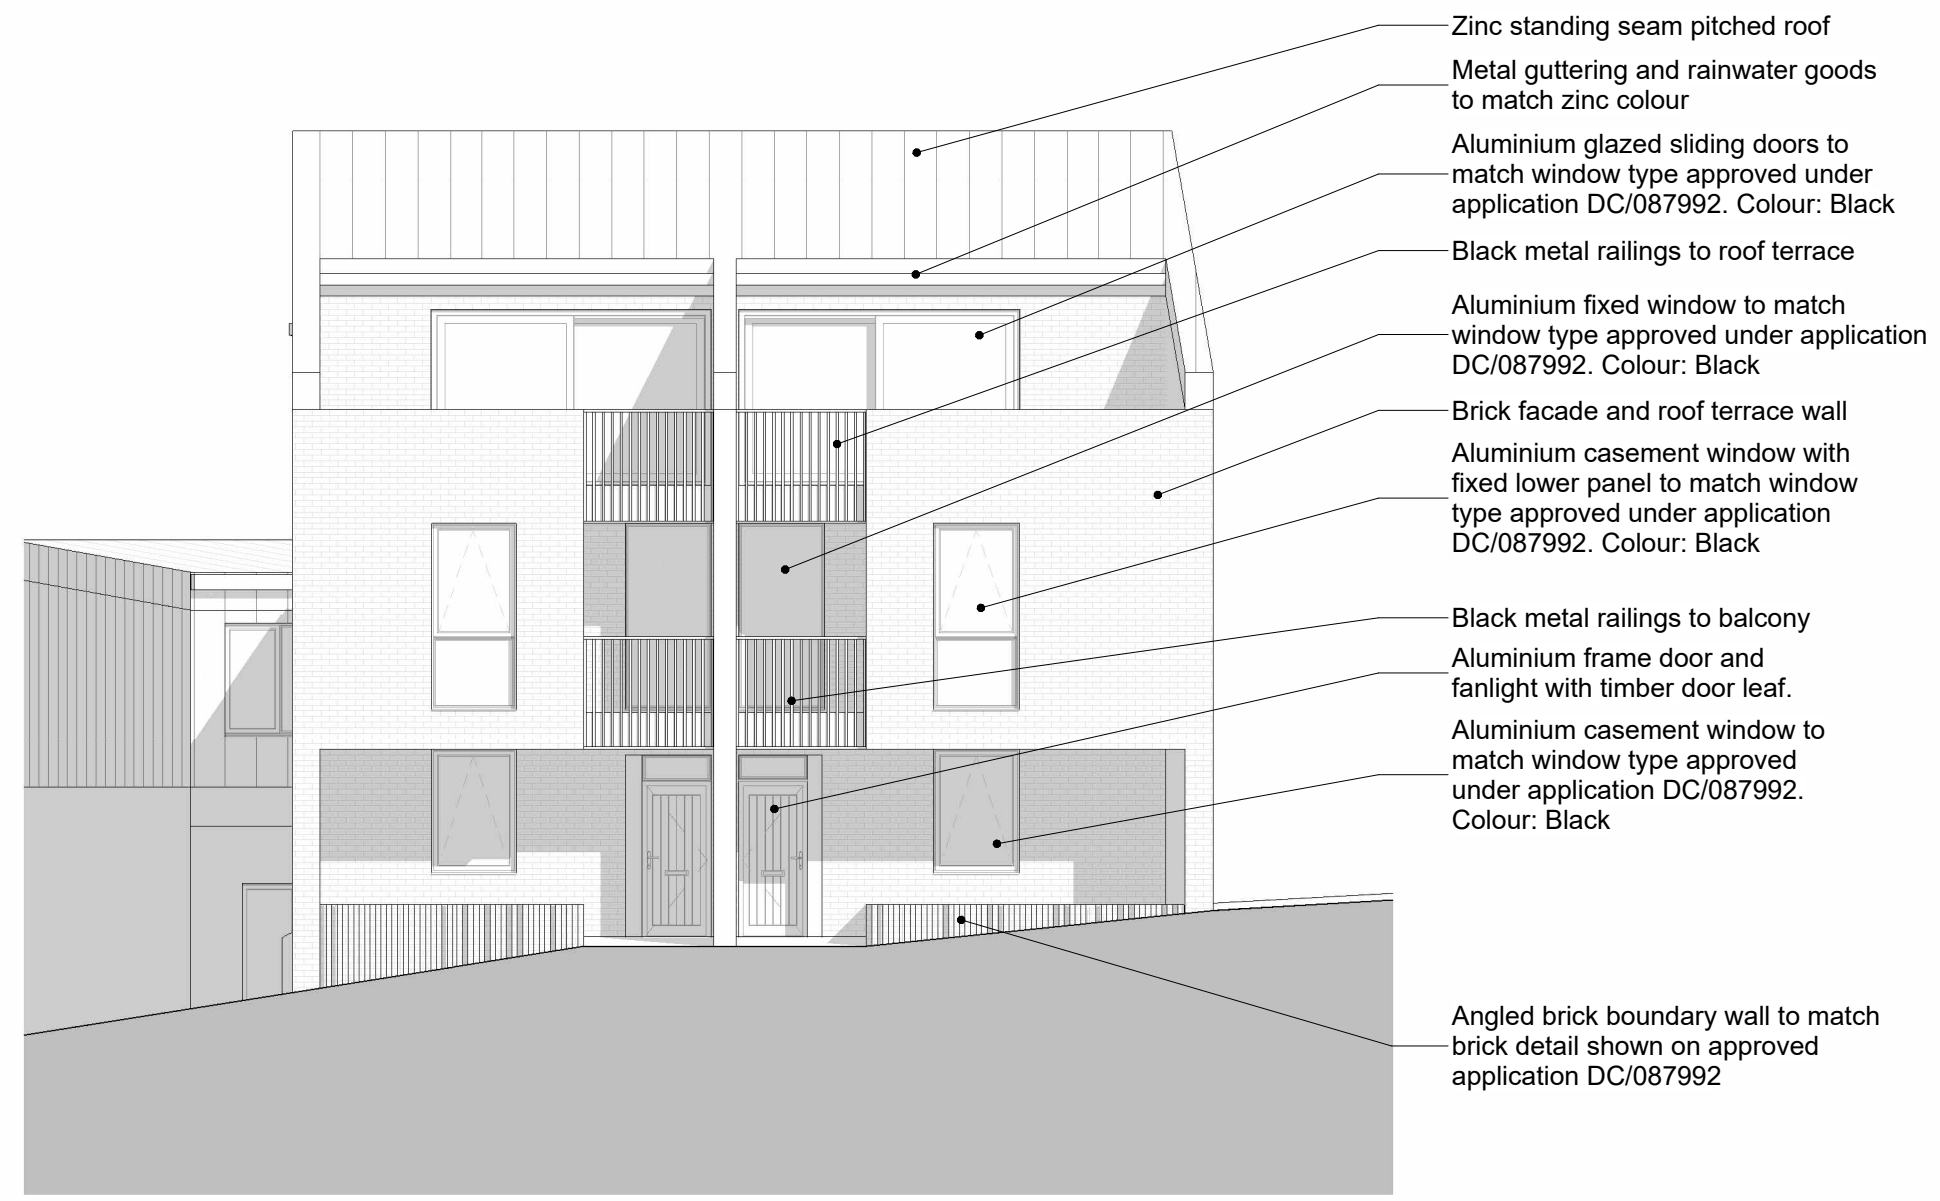 Zinc standing seam pitched roof
Metal guttering and rainwater goods
to match zinc colour
Aluminium glazed sliding doors to
match window type approved under
application DC/087992. Colour: Black
Black metal railings to roof terrace
Aluminium fixed window to match
window type approved under application
DC/087992. Colour: Black
Brick facade and roof terrace wall
Aluminium casement window with
fixed lower panel to match window
type approved under application
DC/087992. Colour: Black
Black metal railings to balcony
Aluminium frame door and
fanlight with timber door leaf.
Aluminium casement window to
match window type approved
under application DC/087992.
Colour: Black
Angled brick boundary wall to match
brick detail shown on approved
application DC/087992